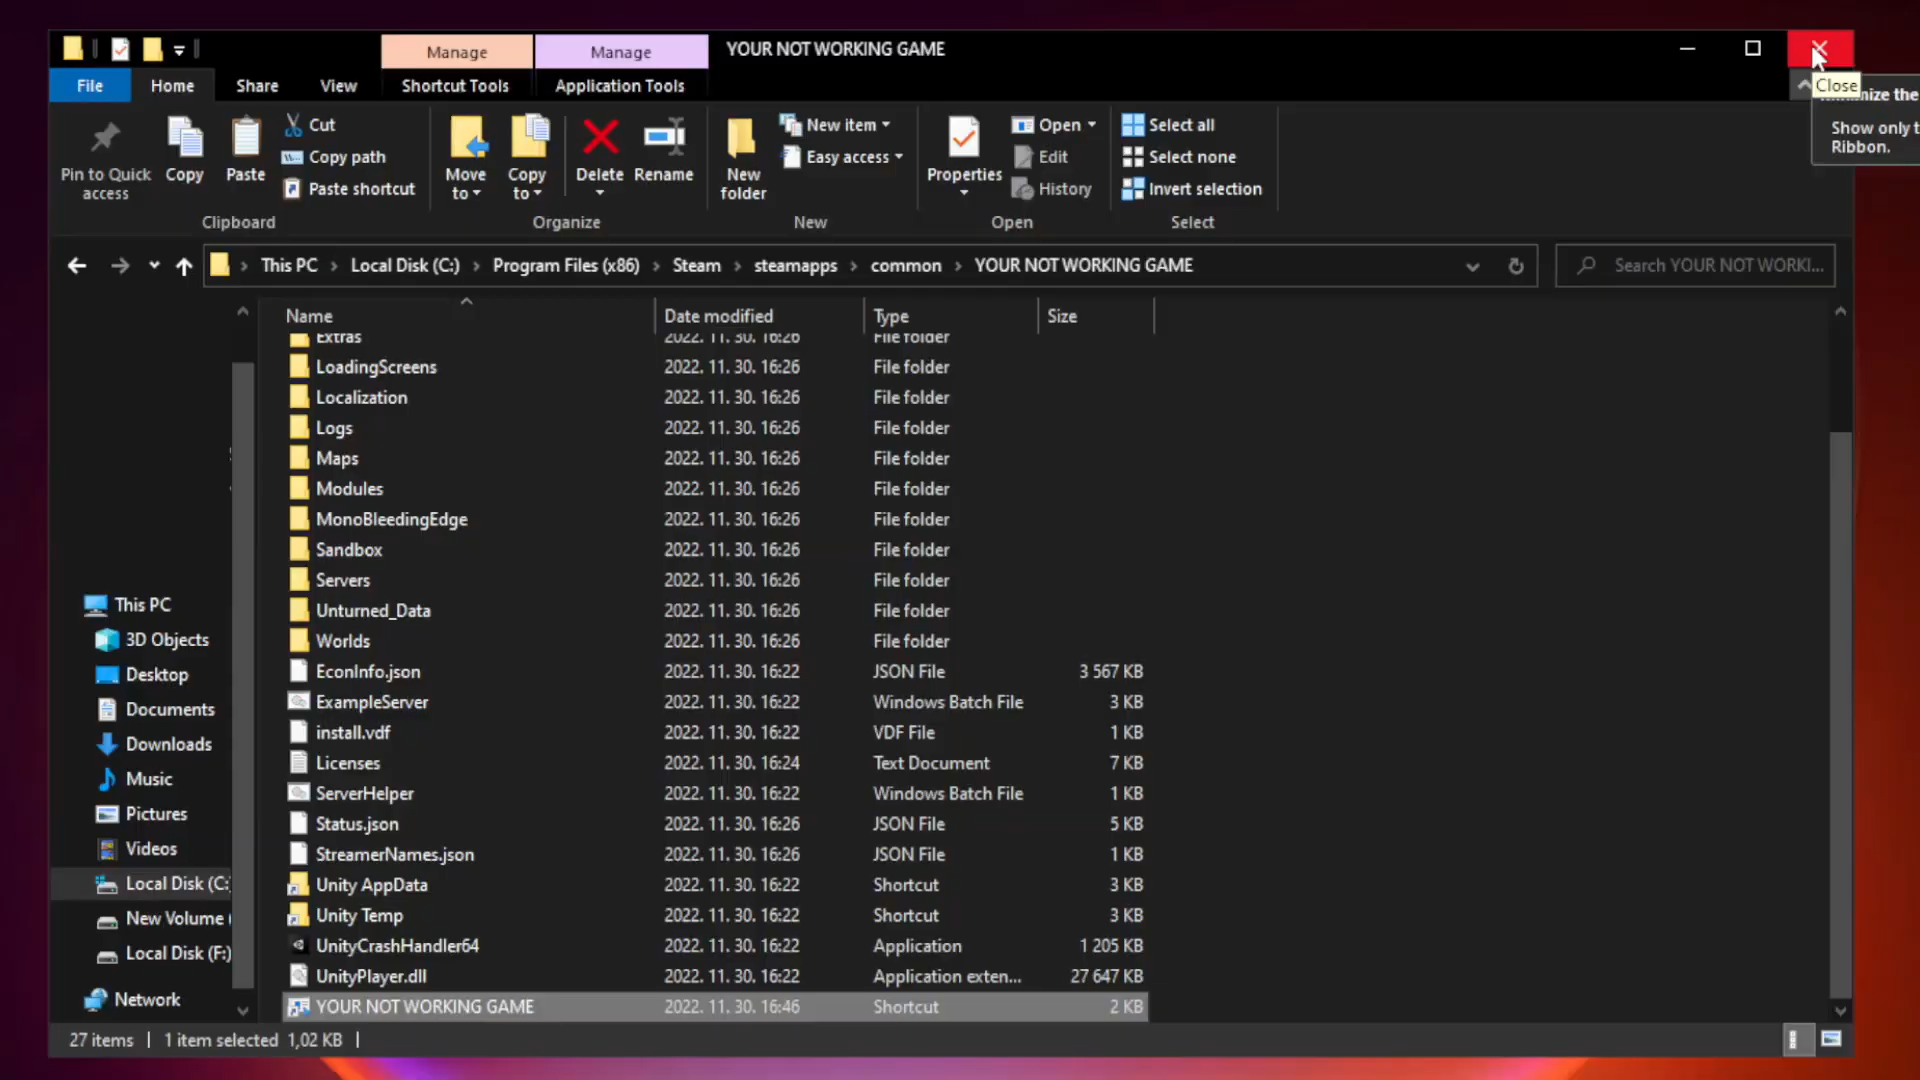 Manage
Manage
YOUR NOT WORKING GAME
Close
File
Home
Share
View
Shortcut Tools
Application Tools
the
Show only
Ribbon.
Pin to Quick
access
Copy
Paste
Cut
Copy path
Paste shortcut
Clipboard
Move
to
Copy
to
Delete
Rename
Organize
New
folder
New item
Easy access
New
Properties
Open
Edit
History
Open
Select all
Select none
Invert selection
Select
This PC
Local Disk (C:)
Program Files (x86)
Steam
steamapps
common
YOUR NOT WORKING GAME
Search YOUR NOT WORKI...
Name
Date modified
Type
Size
Extras 2022. 11. 30. 16:26 File folder
LoadingScreens 2022. 11. 30. 16:26 File folder
Localization 2022. 11. 30. 16:26 File folder
Logs 2022. 11. 30. 16:26 File folder
Maps 2022. 11. 30. 16:26 File folder
Modules 2022. 11. 30. 16:26 File folder
MonoBleedingEdge 2022. 11. 30. 16:26 File folder
Sandbox 2022. 11. 30. 16:26 File folder
Servers 2022. 11. 30. 16:26 File folder
Unturned_Data 2022. 11. 30. 16:26 File folder
Worlds 2022. 11. 30. 16:26 File folder
EconInfo.json 2022. 11. 30. 16:22 JSON File 3 567 KB
ExampleServer 2022. 11. 30. 16:22 Windows Batch File 3 KB
install.vdf 2022. 11. 30. 16:22 VDF File 1 KB
Licenses 2022. 11. 30. 16:24 Text Document 7 KB
ServerHelper 2022. 11. 30. 16:22 Windows Batch File 1 KB
Status.json 2022. 11. 30. 16:26 JSON File 5 KB
StreamerNames.json 2022. 11. 30. 16:26 JSON File 1 KB
Unity AppData 2022. 11. 30. 16:22 Shortcut 3 KB
Unity Temp 2022. 11. 30. 16:22 Shortcut 3 KB
UnityCrashHandler64 2022. 11. 30. 16:22 Application 1 205 KB
UnityPlayer.dll 2022. 11. 30. 16:22 Application exten... 27 647 KB
YOUR NOT WORKING GAME 2022. 11. 30. 16:46 Shortcut 2 KB
This PC
3D Objects
Desktop
Documents
Downloads
Music
Pictures
Videos
Local Disk (C:
New Volume (
Local Disk (F:)
Network
27 items
1 item selected 1,02 KB